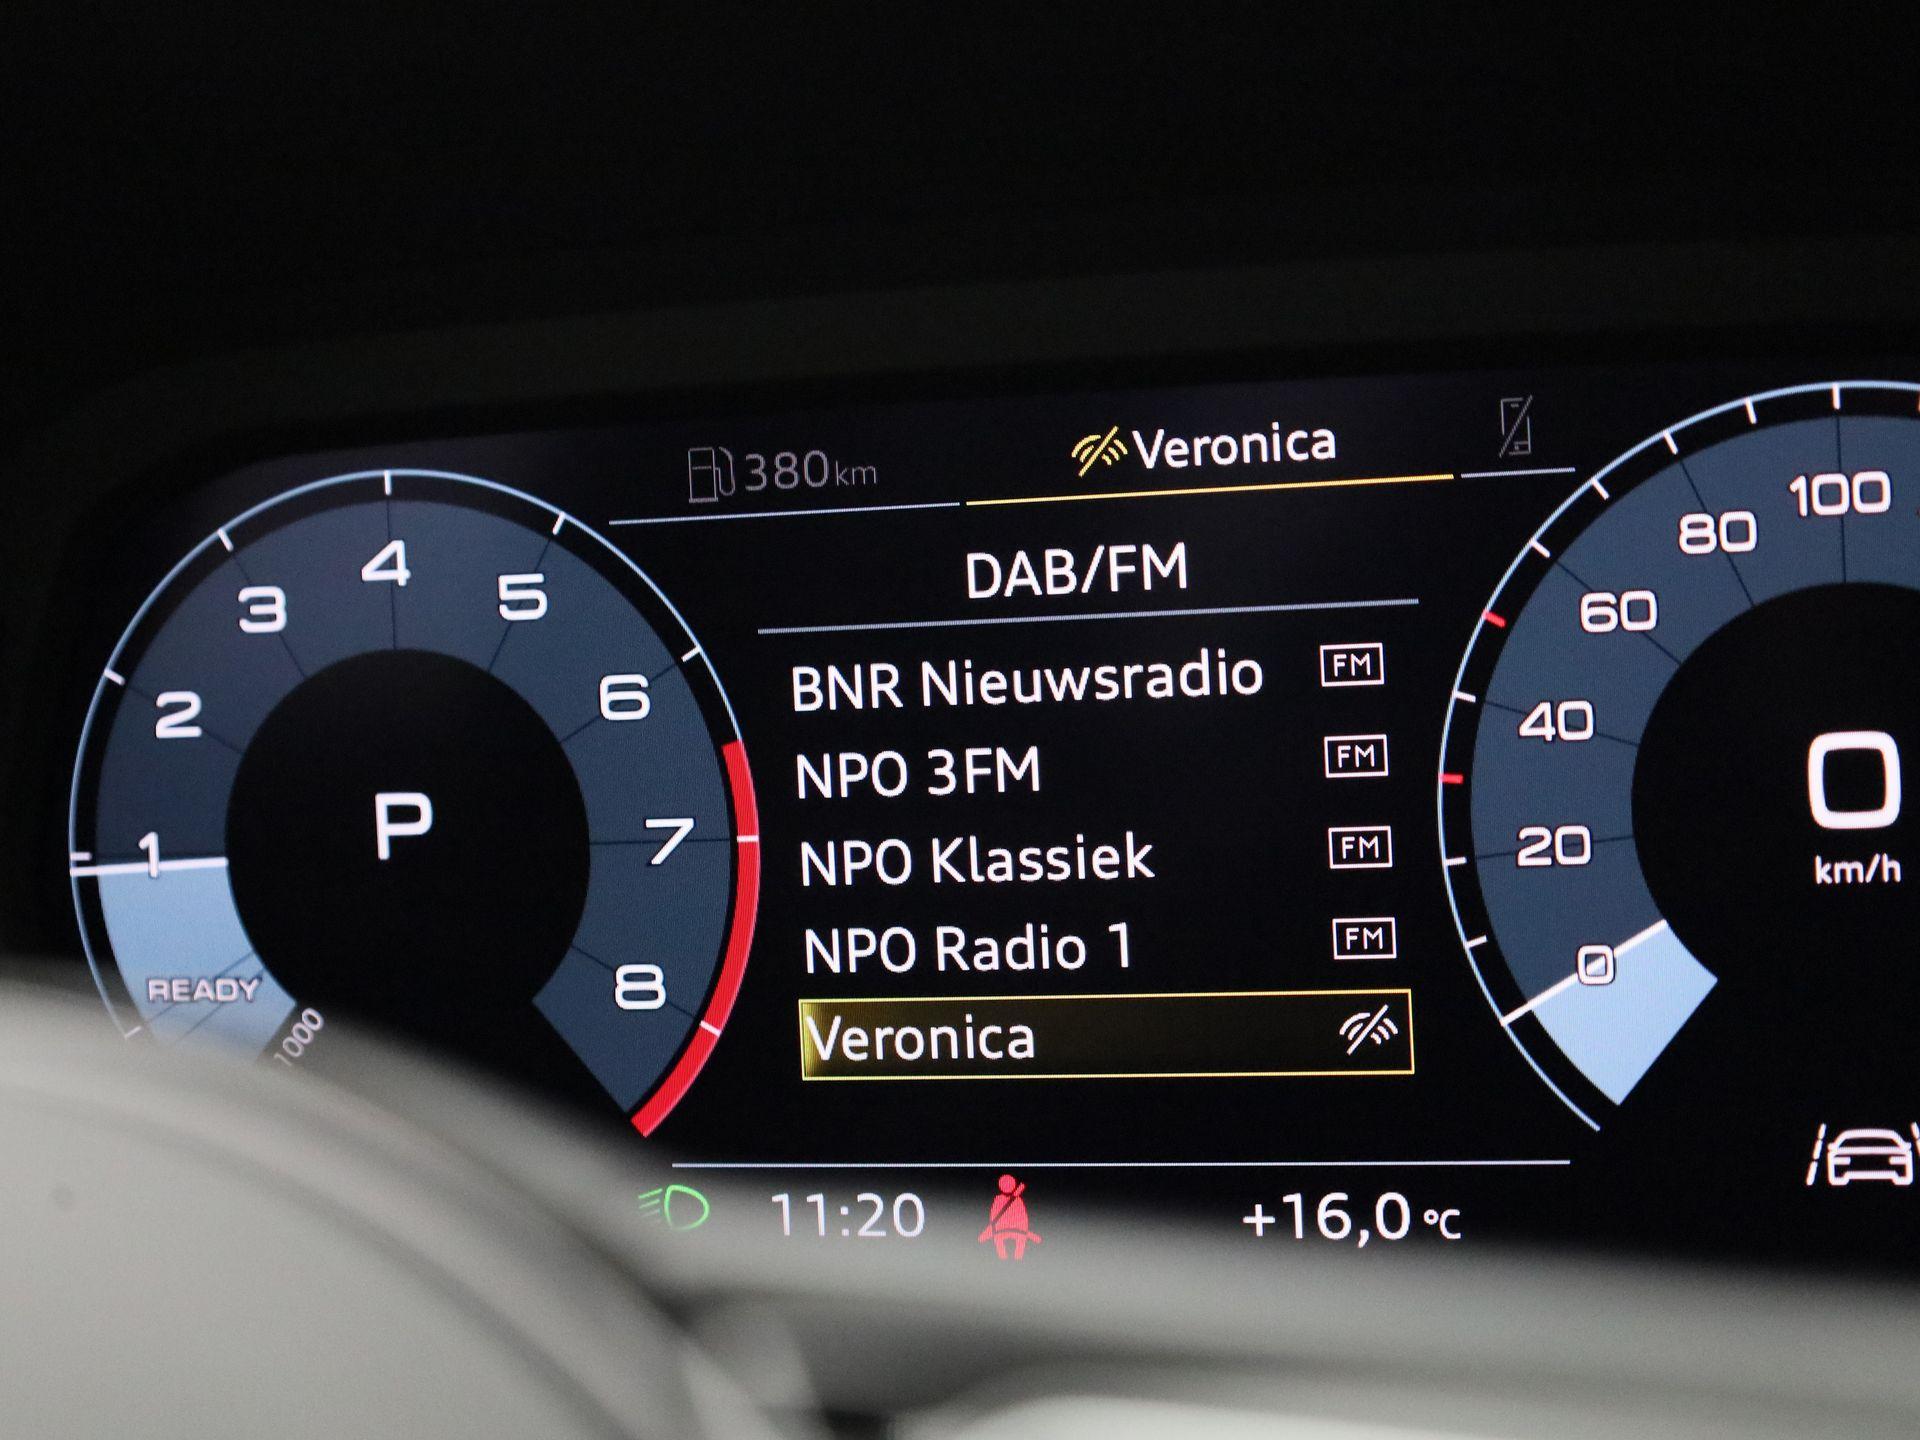 380 km
Veronica
DAB/FM
BNR Nieuwsradio FM
NPO 3FM FM
NPO Klassiek FM
NPO Radio 1 FM
Veronica
1
2
3
4
5
6
7
8
P
READY
1000
0
20
40
60
80
100
0
km/h
11:20
+16,0 °C